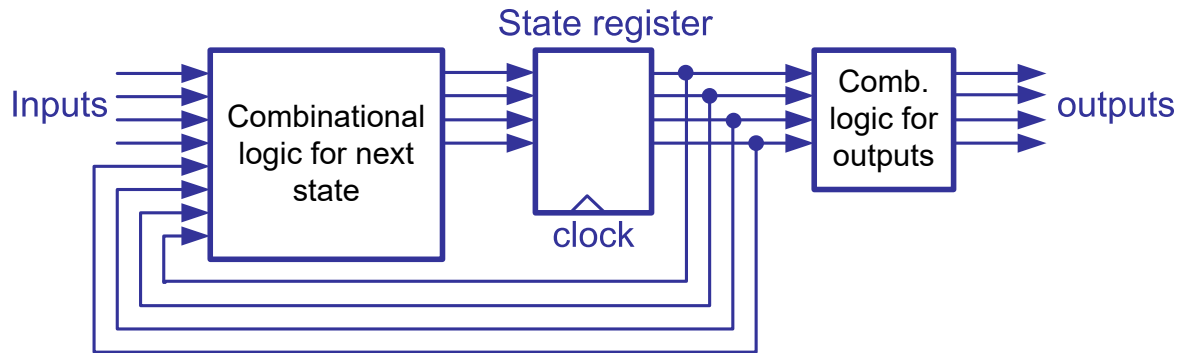 State register
Inputs
Combinational
logic for next
state
clock
Comb.
logic for
outputs
outputs